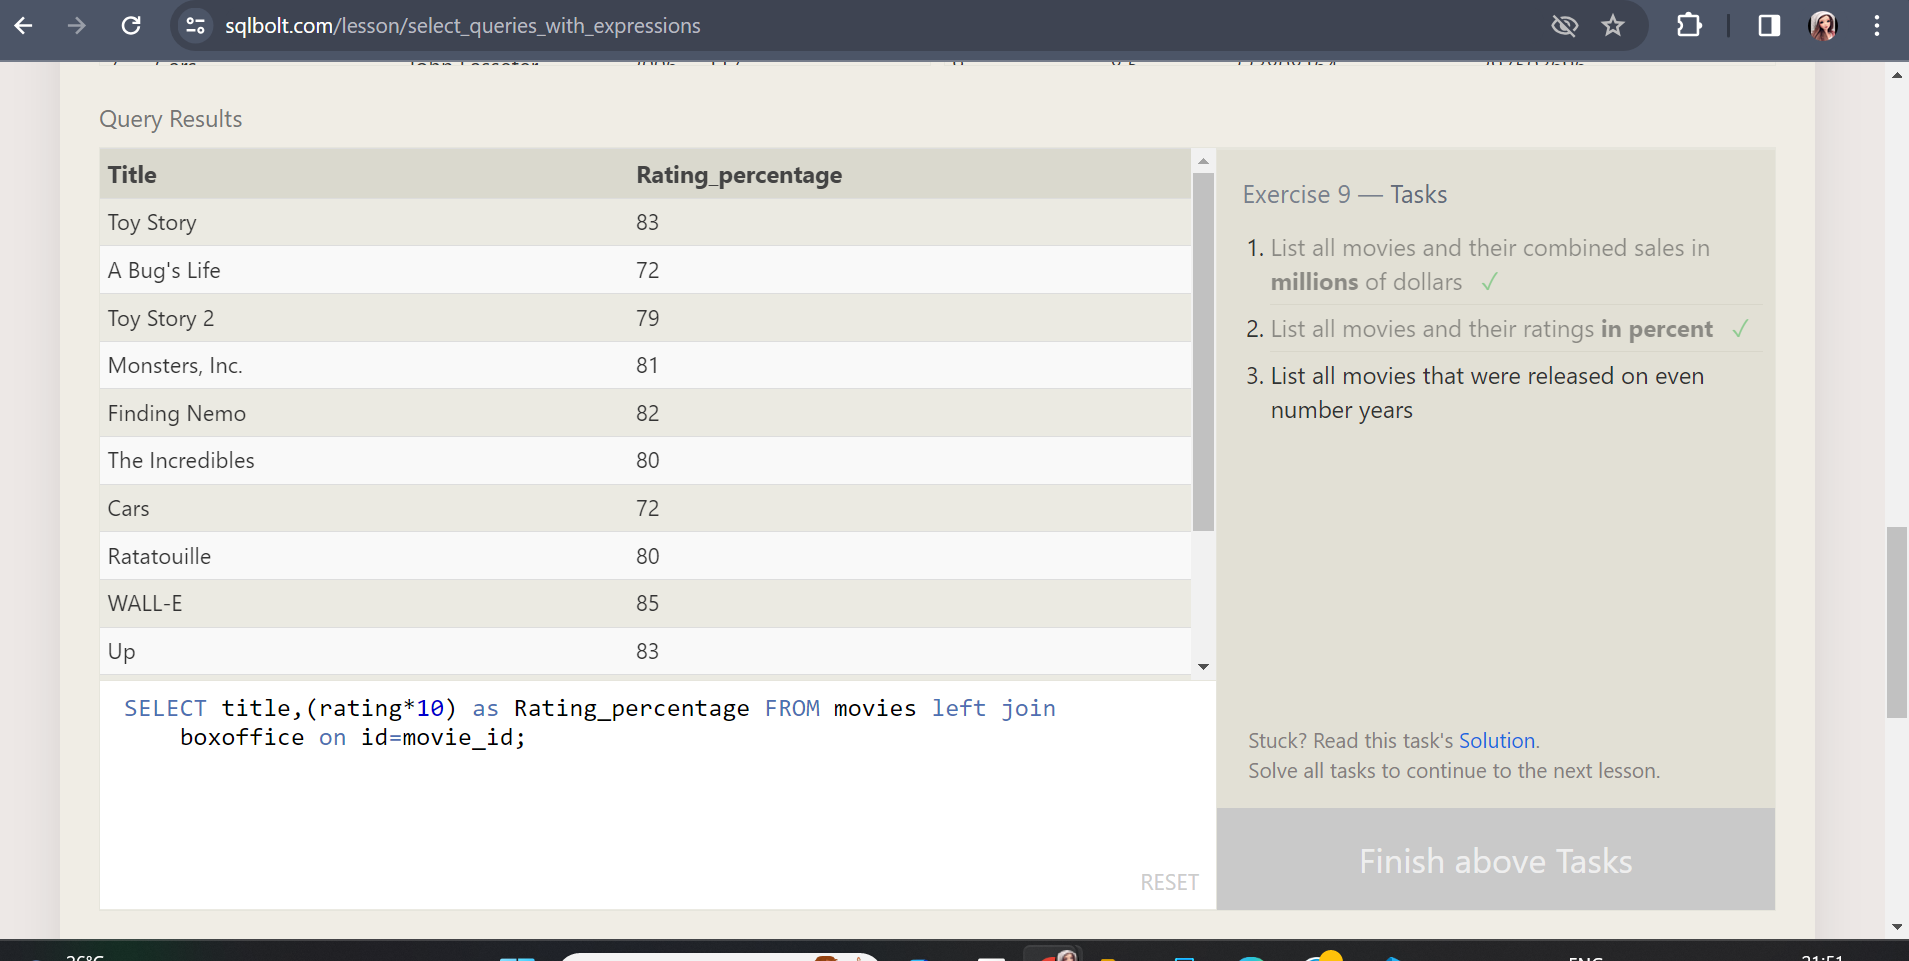 sqlbolt.com/lesson/select_queries_with_expressions
Query Results
Title Rating_percentage
Toy Story 83
A Bug's Life 72
Toy Story 2 79
Monsters, Inc. 81
Finding Nemo 82
The Incredibles 80
Cars 72
Ratatouille 80
WALL-E 85
Up 83
SELECT title,(rating*10) as Rating_percentage FROM movies left join
boxoffice on id=movie_id;
RESET
Exercise 9 — Tasks
1. List all movies and their combined sales in
millions of dollars ✓
2. List all movies and their ratings in percent ✓
3. List all movies that were released on even
number years
Stuck? Read this task's Solution.
Solve all tasks to continue to the next lesson.
Finish above Tasks